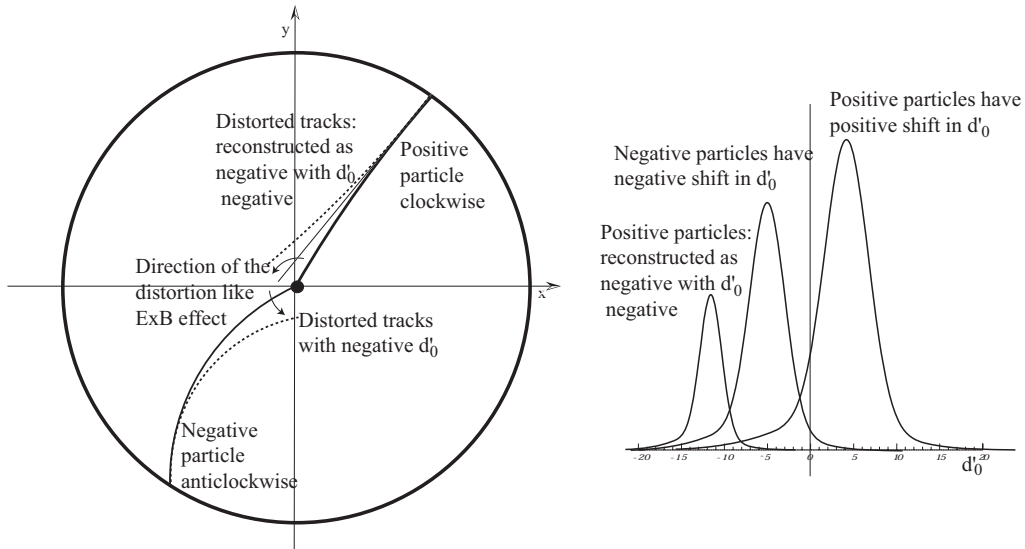 y
Distorted tracks:
reconstructed as
negative with d'0
negative
Positive
particle
clockwise
Direction of the
distortion like
ExB effect
x
Distorted tracks
with negative d'0
Negative
particle
anticlockwise
Positive particles have
positive shift in d'0
Negative particles have
negative shift in d'0
Positive particles:
reconstructed as
negative with d'0
negative
-20 -15 -10 -5 0 5 10 15 20
d'0